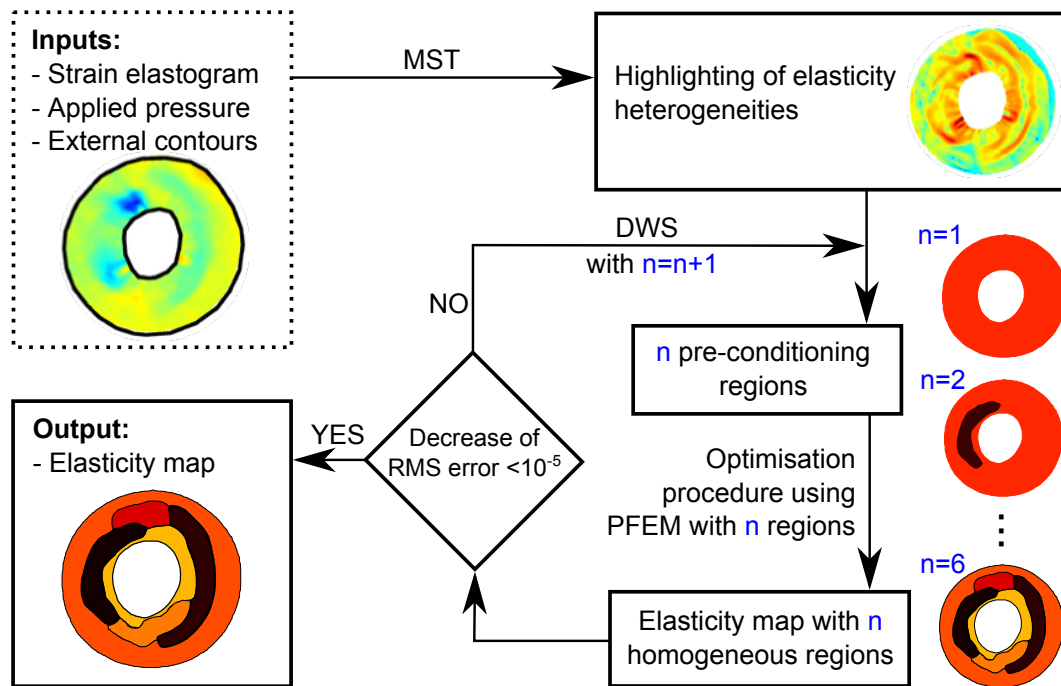 Inputs:
- Strain elastogram
- Applied pressure
- External contours
MST
Highlighting of elasticity
heterogeneities
DWS
with n=n+1
NO
n=1
n pre-conditioning
regions
n=2
Output:
- Elasticity map
YES
Decrease of
RMS error <10⁻⁵
Optimisation
procedure using
PFEM with n regions
n=6
Elasticity map with n
homogeneous regions